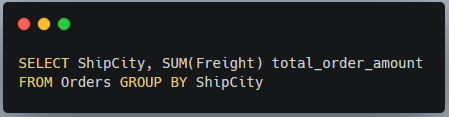 SELECT ShipCity, SUM(Freight) total_order_amount
FROM Orders GROUP BY ShipCity